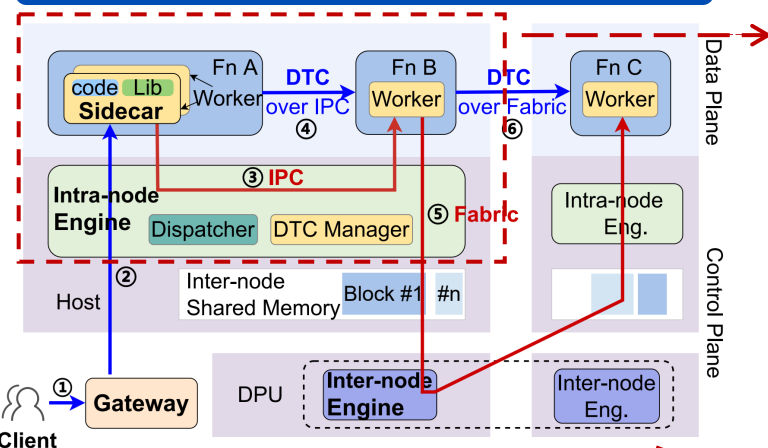 Fn A
Fn B
Fn C
code
Lib
Sidecar
Worker
DTC
over IPC
④
Worker
DTC
over Fabric
⑥
Worker
Data Plane
③ IPC
Intra-node
Engine
Dispatcher
DTC Manager
⑤ Fabric
Intra-node
Eng.
②
Host
Inter-node
Shared Memory
Block #1
#n
Control Plane
①
Client
Gateway
DPU
Inter-node
Engine
Inter-node
Eng.